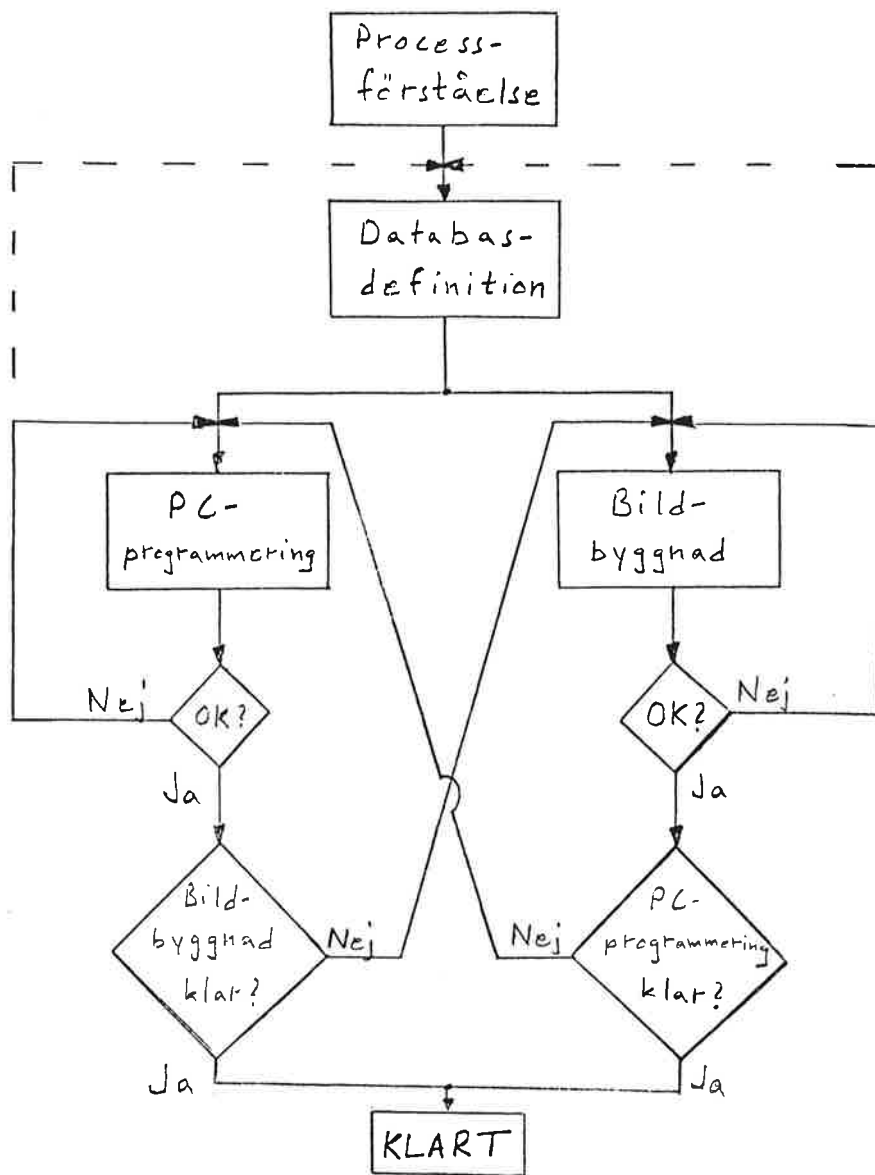 Process-
förståelse
Databas-
definition
PC-
programmering
Bild-
byggnad
Nej
OK?
OK?
Nej
Ja
Ja
Bild-
byggnad
klar?
Nej
Nej
PC-
programmering
klar?
Ja
Ja
KLART